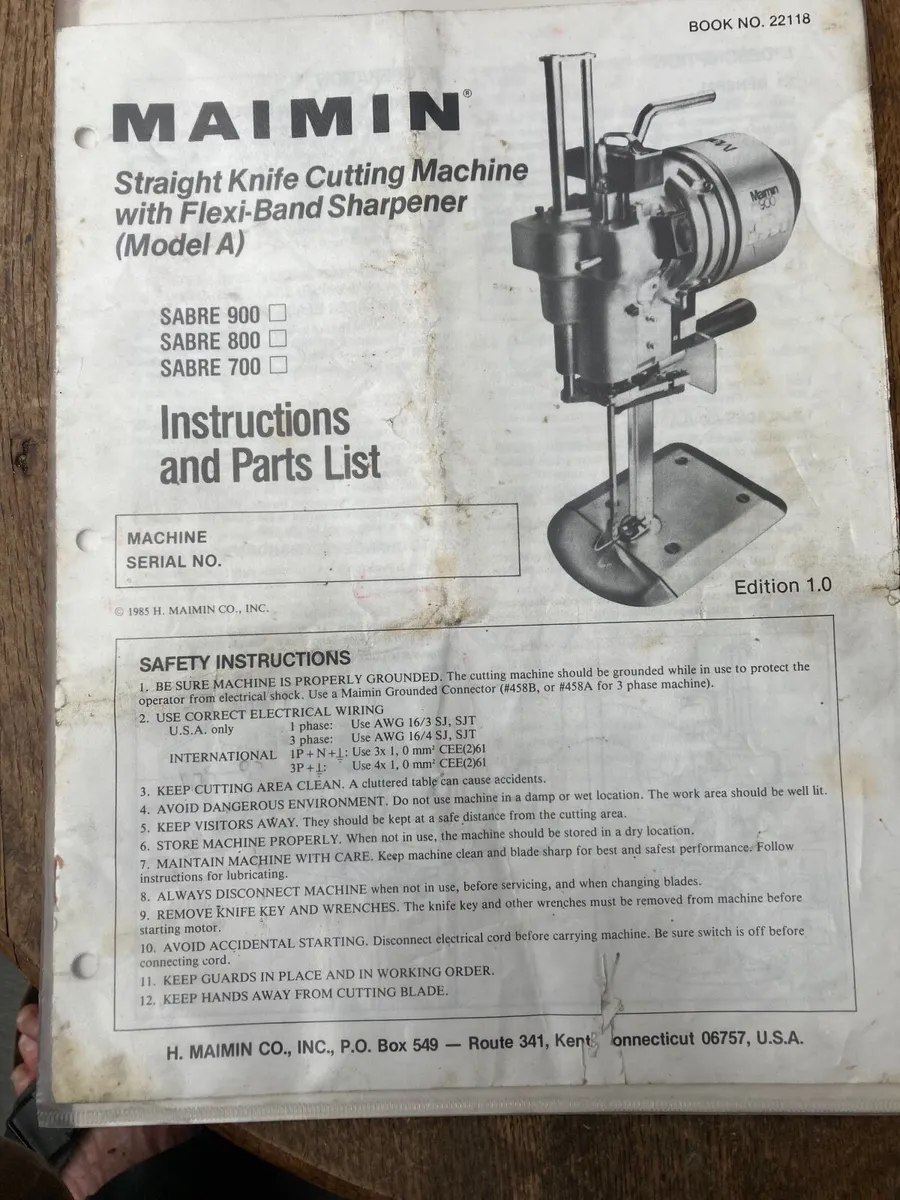 BOOK NO. 22118
MAIMIN®
Straight Knife Cutting Machine
with Flexi-Band Sharpener
(Model A)
SABRE 900 ☐
SABRE 800 ☐
SABRE 700 ☐
Instructions
and Parts List
Maimin
900
MACHINE
SERIAL NO.
Edition 1.0
© 1985 H. MAIMIN CO., INC.
SAFETY INSTRUCTIONS
1. BE SURE MACHINE IS PROPERLY GROUNDED. The cutting machine should be grounded while in use to protect the
operator from electrical shock. Use a Maimin Grounded Connector (#458B, or #458A for 3 phase machine).
2. USE CORRECT ELECTRICAL WIRING
U.S.A. only 1 phase: Use AWG 16/3 SJ, SJT
3 phase: Use AWG 16/4 SJ, SJT
INTERNATIONAL 1P+N+⏚: Use 3x 1, 0 mm² CEE(2)61
3P+⏚: Use 4x 1, 0 mm² CEE(2)61
3. KEEP CUTTING AREA CLEAN. A cluttered table can cause accidents.
4. AVOID DANGEROUS ENVIRONMENT. Do not use machine in a damp or wet location. The work area should be well lit.
5. KEEP VISITORS AWAY. They should be kept at a safe distance from the cutting area.
6. STORE MACHINE PROPERLY. When not in use, the machine should be stored in a dry location.
7. MAINTAIN MACHINE WITH CARE. Keep machine clean and blade sharp for best and safest performance. Follow
instructions for lubricating.
8. ALWAYS DISCONNECT MACHINE when not in use, before servicing, and when changing blades.
9. REMOVE KNIFE KEY AND WRENCHES. The knife key and other wrenches must be removed from machine before
starting motor.
10. AVOID ACCIDENTAL STARTING. Disconnect electrical cord before carrying machine. Be sure switch is off before
connecting cord.
11. KEEP GUARDS IN PLACE AND IN WORKING ORDER.
12. KEEP HANDS AWAY FROM CUTTING BLADE.
H. MAIMIN CO., INC., P.O. Box 549 — Route 341, Kent, onnecticut 06757, U.S.A.